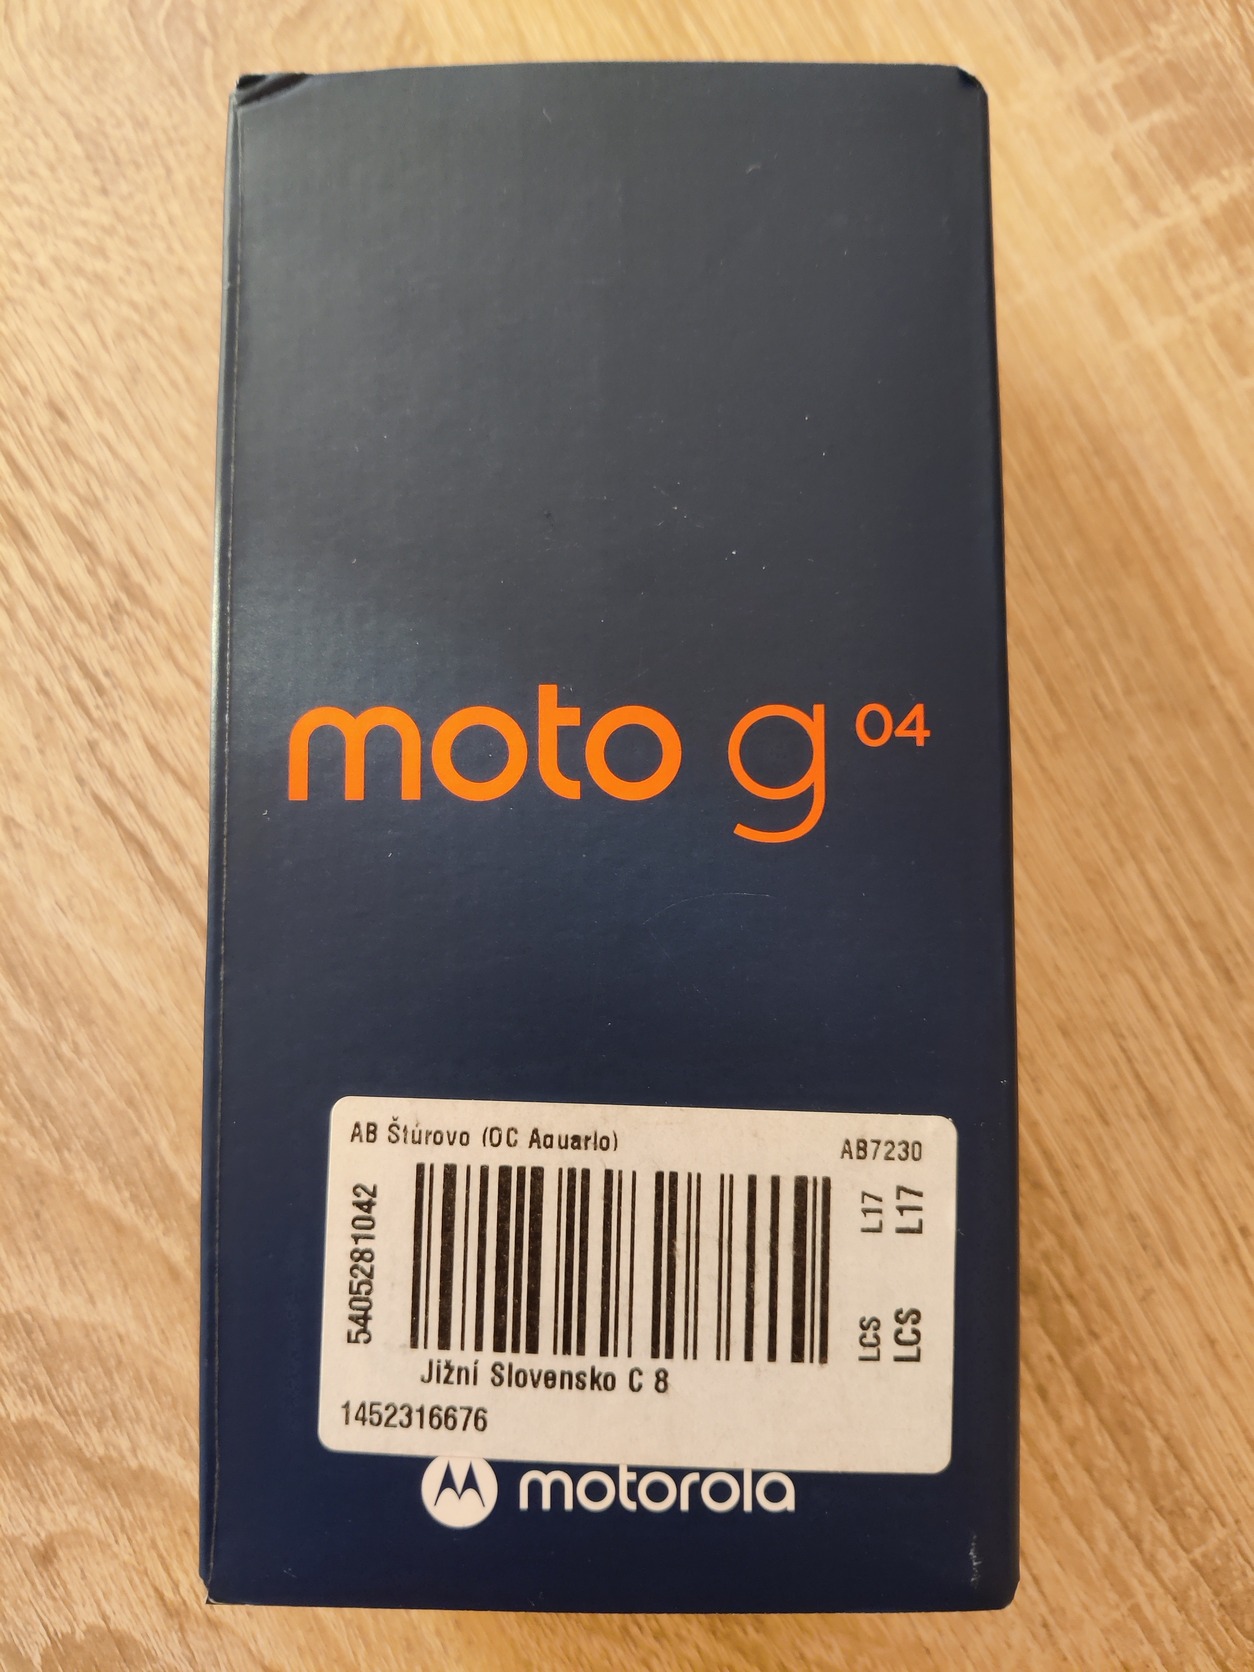 moto g 04
AB Štúrovo (OC Aquario)
AB7230
5405281042
L17
L17
LCS
LCS
Jižní Slovensko C 8
1452316676
motorola